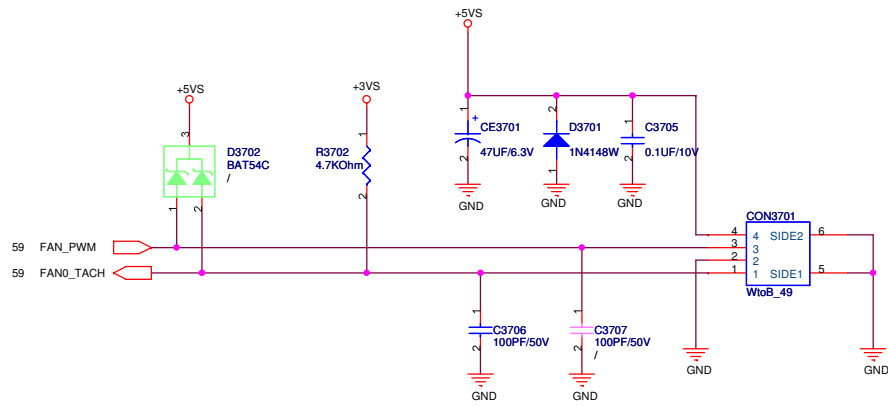 +5VS
+5VS
+3VS
3
D3702
BAT54C
/
1
2
R3702
4.7KOhm
1
2
1
+
CE3701
47UF/6.3V
2
GND
2
D3701
1N4148W
1
GND
1
C3705
0.1UF/10V
2
GND
CON3701
4 4 SIDE2 6
3 3
2 2
1 1 SIDE1 5
WtoB_49
59 FAN_PWM
59 FAN0_TACH
1
C3706
100PF/50V
2
GND
1
C3707
100PF/50V
/
2
GND
GND
GND